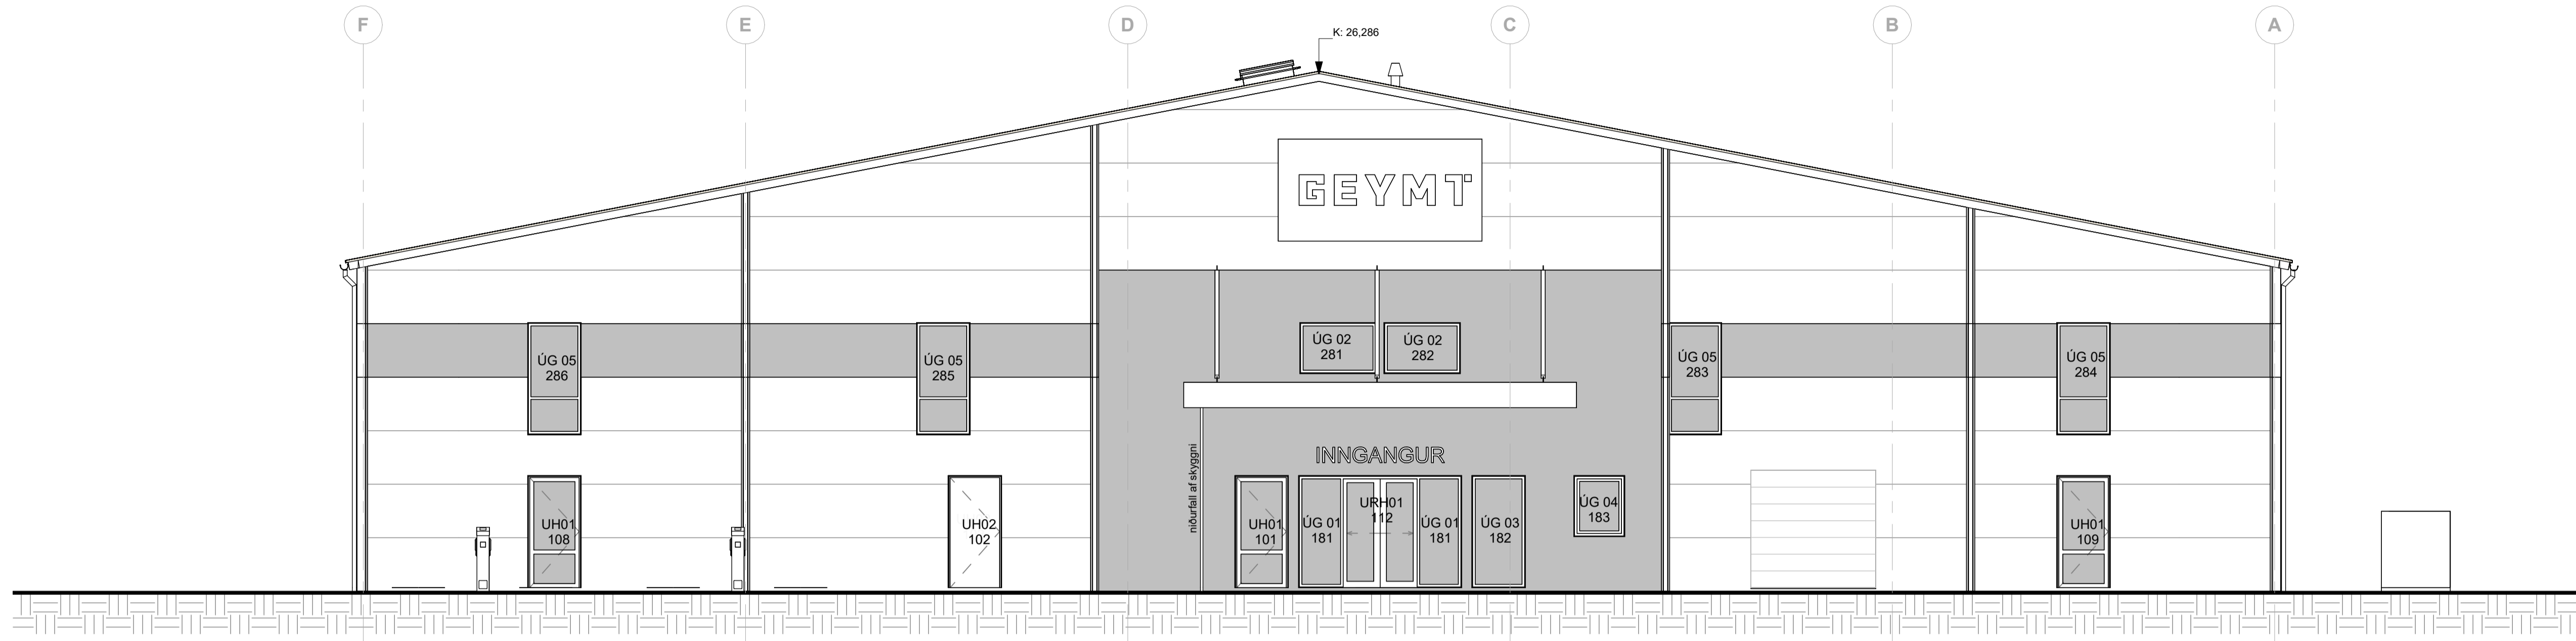 F
E
D
C
B
A
K: 26,286
GEYMT
ÚG 05
286
ÚG 05
285
ÚG 02
281
ÚG 02
282
ÚG 05
283
ÚG 05
284
niðurfall af skyggni
INNGANGUR
UH01
108
UH02
102
UH01
101
ÚG 01
181
URH01
112
ÚG 01
181
ÚG 03
182
ÚG 04
183
UH01
109